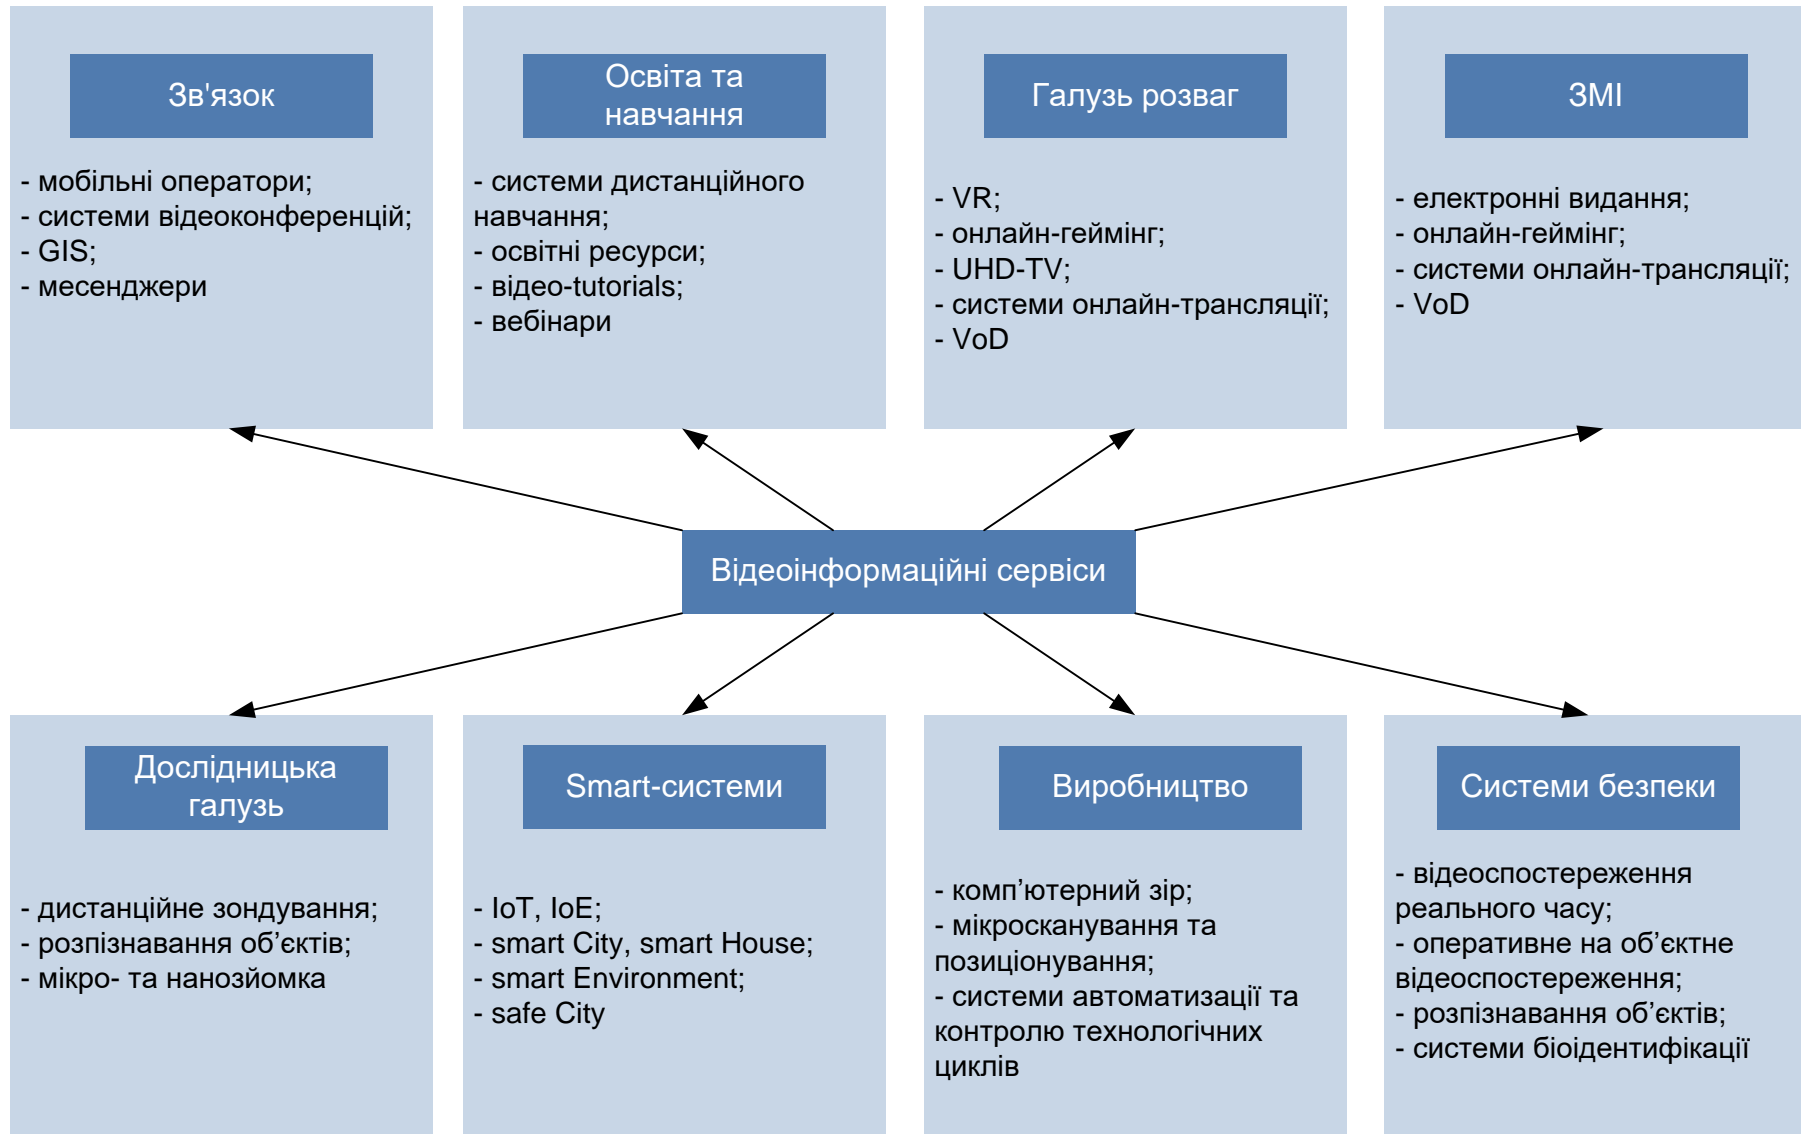 Зв'язок
- мобільні оператори;
- системи відеоконференцій;
- GIS;
- месенджери
Освіта та
навчання
- системи дистанційного
навчання;
- освітні ресурси;
- відео-tutorials;
- вебінари
Галузь розваг
- VR;
- онлайн-геймінг;
- UHD-TV;
- системи онлайн-трансляції;
- VoD
ЗМІ
- електронні видання;
- онлайн-геймінг;
- системи онлайн-трансляції;
- VoD
Відеоінформаційні сервіси
Дослідницька
галузь
- дистанційне зондування;
- розпізнавання об’єктів;
- мікро- та нанозйомка
Smart-системи
- IoT, IoE;
- smart City, smart House;
- smart Environment;
- safe City
Виробництво
- комп’ютерний зір;
- мікросканування та
позиціонування;
- системи автоматизації та
контролю технологічних
циклів
Системи безпеки
- відеоспостереження
реального часу;
- оперативне на об’єктне
відеоспостереження;
- розпізнавання об’єктів;
- системи біоідентифікації